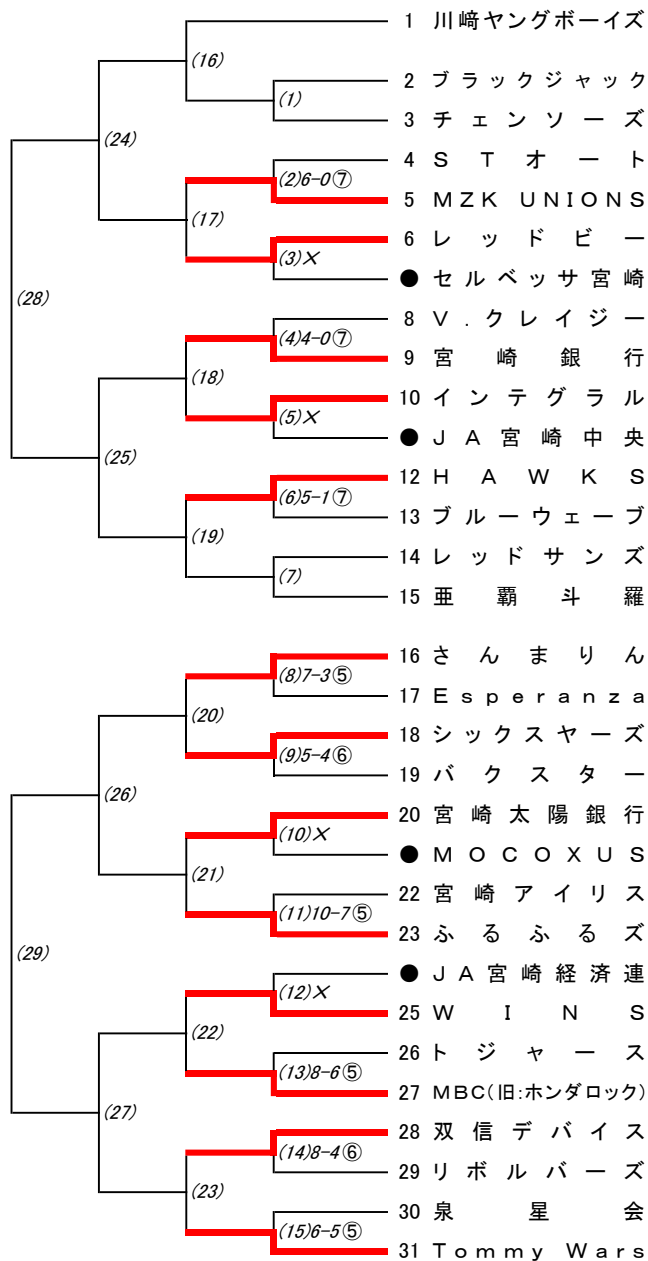 1 川﨑ヤングボーイズ
(16)
2 ブラックジャック
(1)
3 チェンソーズ
(24)
4 STオート
(2)6-0⑦
5 MZK UNIONS
(17)
6 レッドビー
(3)×
● セルベッサ宮崎
(28)
8 V.クレイジー
(4)4-0⑦
9 宮崎銀行
(18)
10 インテグラル
(5)×
● JA宮崎中央
(25)
12 HAWKS
(6)5-1⑦
13 ブルーウェーブ
(19)
14 レッドサンズ
(7)
15 亜覇斗羅
16 さんまりん
(8)7-3⑤
17 Esperanza
(20)
18 シックスヤーズ
(9)5-4⑥
19 バクスター
(26)
20 宮崎太陽銀行
(10)×
● MOCOXUS
(21)
22 宮崎アイリス
(11)10-7⑤
23 ふるふるズ
(29)
● JA宮崎経済連
(12)×
25 WINS
(22)
26 トジャース
(13)8-6⑤
27 MBC(旧:ホンダロック)
(27)
28 双信デバイス
(14)8-4⑥
29 リボルバーズ
(23)
30 泉星会
(15)6-5⑤
31 Tommy Wars